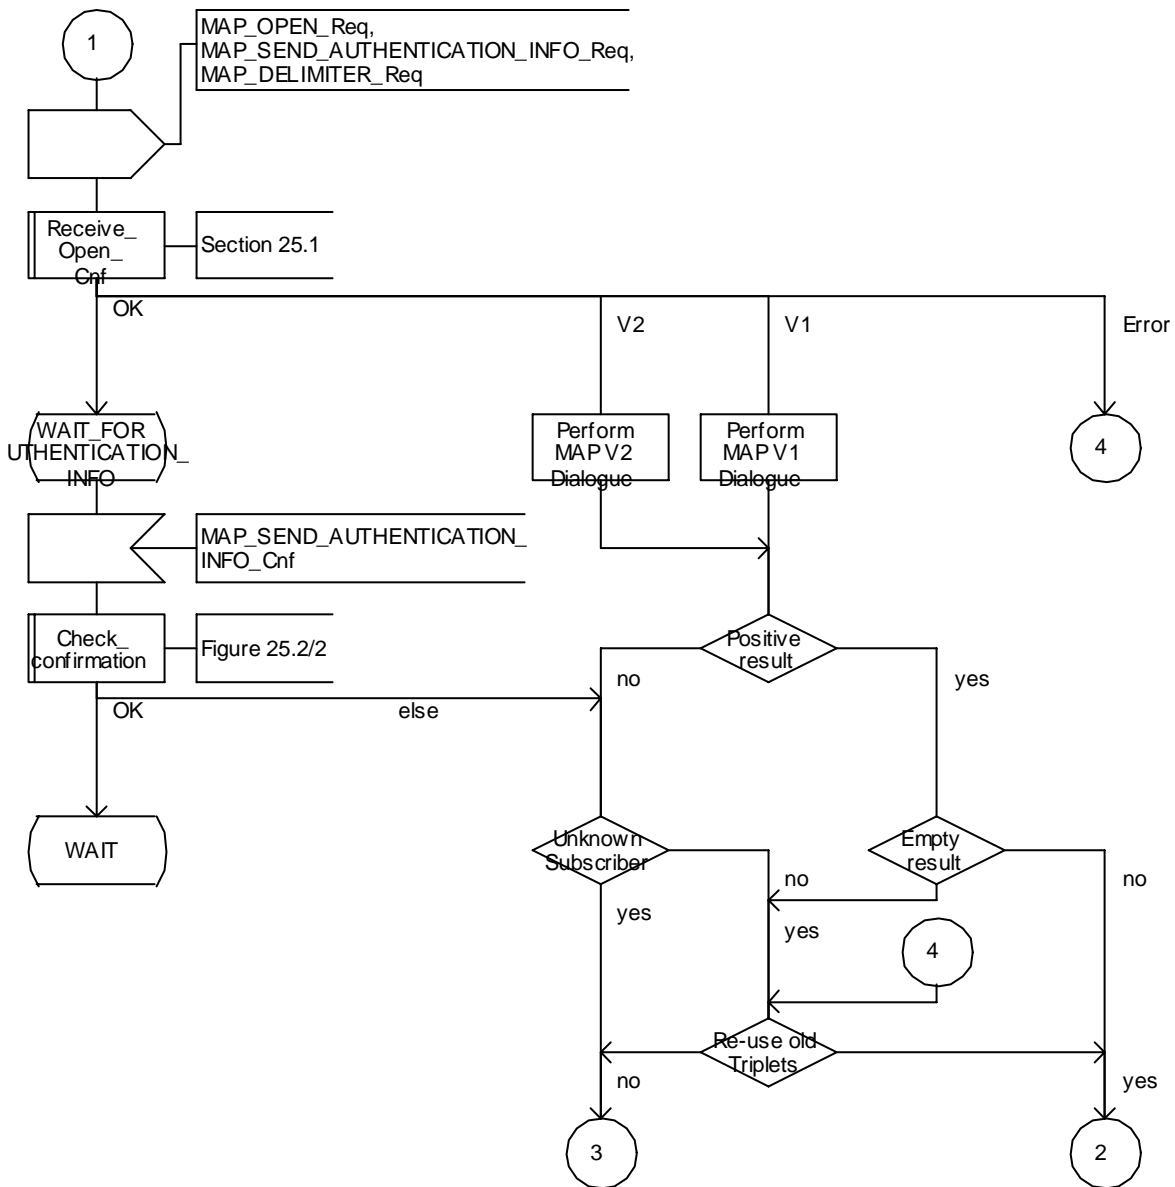 1
MAP_OPEN_Req,
MAP_SEND_AUTHENTICATION_INFO_Req,
MAP_DELIMITER_Req
Receive_
Open_
Cnf
Section 25.1
OK
V2
V1
Error
WAIT_FOR
UTHENTICATION_
INFO
Perform
MAP V2
Dialogue
Perform
MAP V1
Dialogue
4
MAP_SEND_AUTHENTICATION_
INFO_Cnf
Check_
confirmation
Figure 25.2/2
Positive
result
no
yes
OK
else
WAIT
Unknown
Subscriber
Empty
result
no
no
yes
yes
4
Re-use old
Triplets
no
yes
3
2